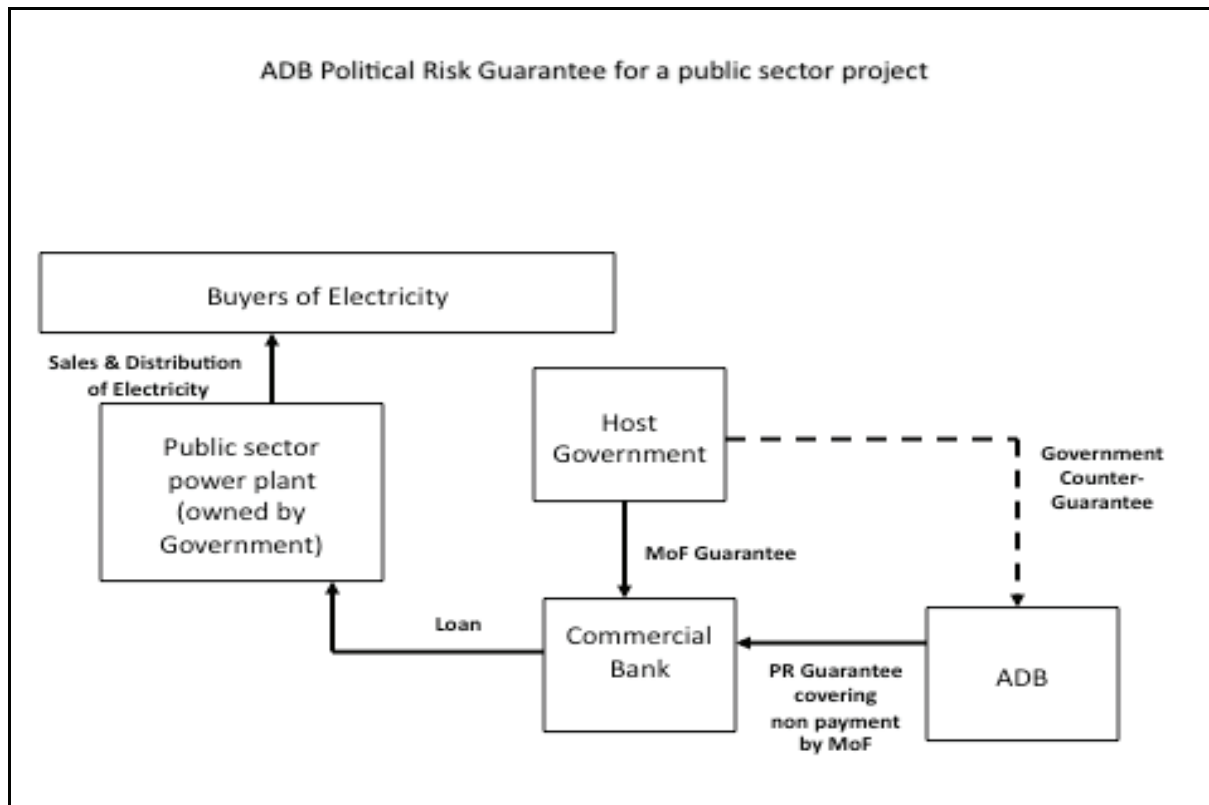 ADB Political Risk Guarantee for a public sector project
Buyers of Electricity
Sales & Distribution
of Electricity
Public sector
power plant
(owned by
Government)
Host
Government
Government
Counter-
Guarantee
MoF Guarantee
Loan
Commercial
Bank
PR Guarantee
covering
non payment
by MoF
ADB